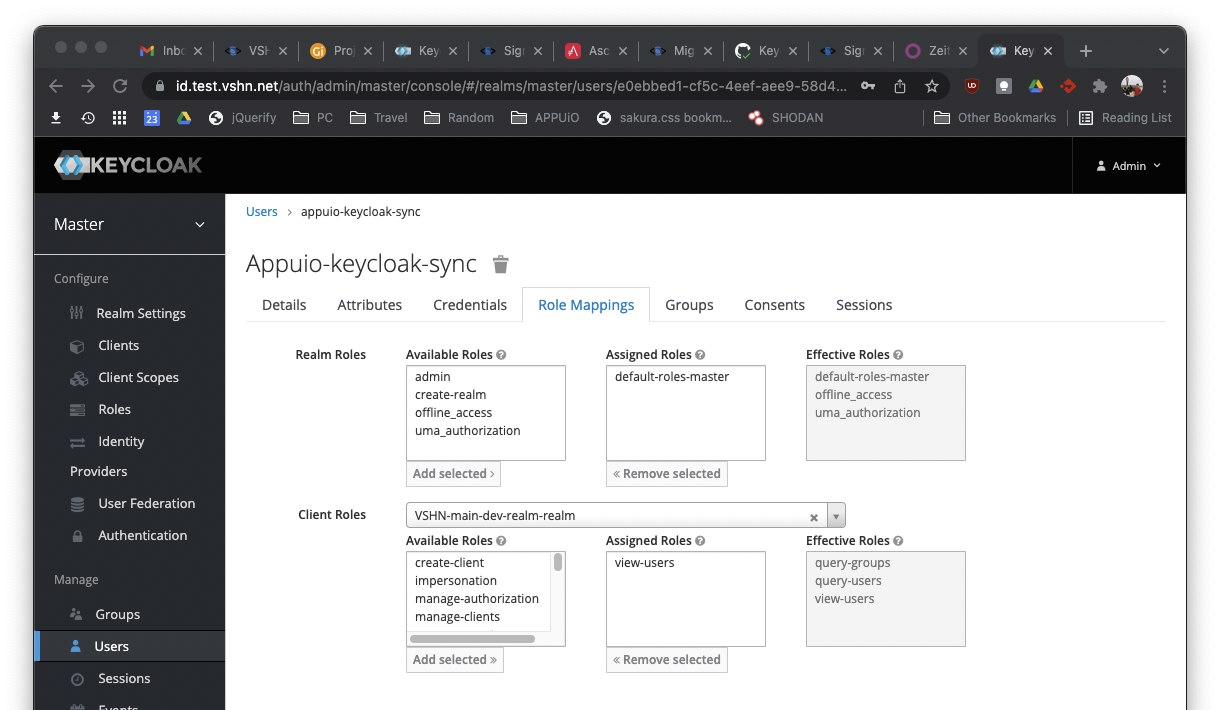 Inbo
VSH
Proj
Key
Sign
Asc
Mig
Key
Sign
Zeit
Key
id.test.vshn.net/auth/admin/master/console/#/realms/master/users/e0ebbed1-cf5c-4eef-aee9-58d4...
23 jQuerify PC Travel Random APPUiO sakura.css bookm... SHODAN Other Bookmarks Reading List
KEYCLOAK
Admin
Master
Users > appuio-keycloak-sync
Appuio-keycloak-sync
Details Attributes Credentials Role Mappings Groups Consents Sessions
Configure
Realm Settings
Clients
Client Scopes
Roles
Identity
Providers
User Federation
Authentication
Manage
Groups
Users
Sessions
Events
Realm Roles
Available Roles
admin
create-realm
offline_access
uma_authorization
Add selected ›
Assigned Roles
default-roles-master
« Remove selected
Effective Roles
default-roles-master
offline_access
uma_authorization
Client Roles
VSHN-main-dev-realm-realm
Available Roles
create-client
impersonation
manage-authorization
manage-clients
Add selected »
Assigned Roles
view-users
« Remove selected
Effective Roles
query-groups
query-users
view-users